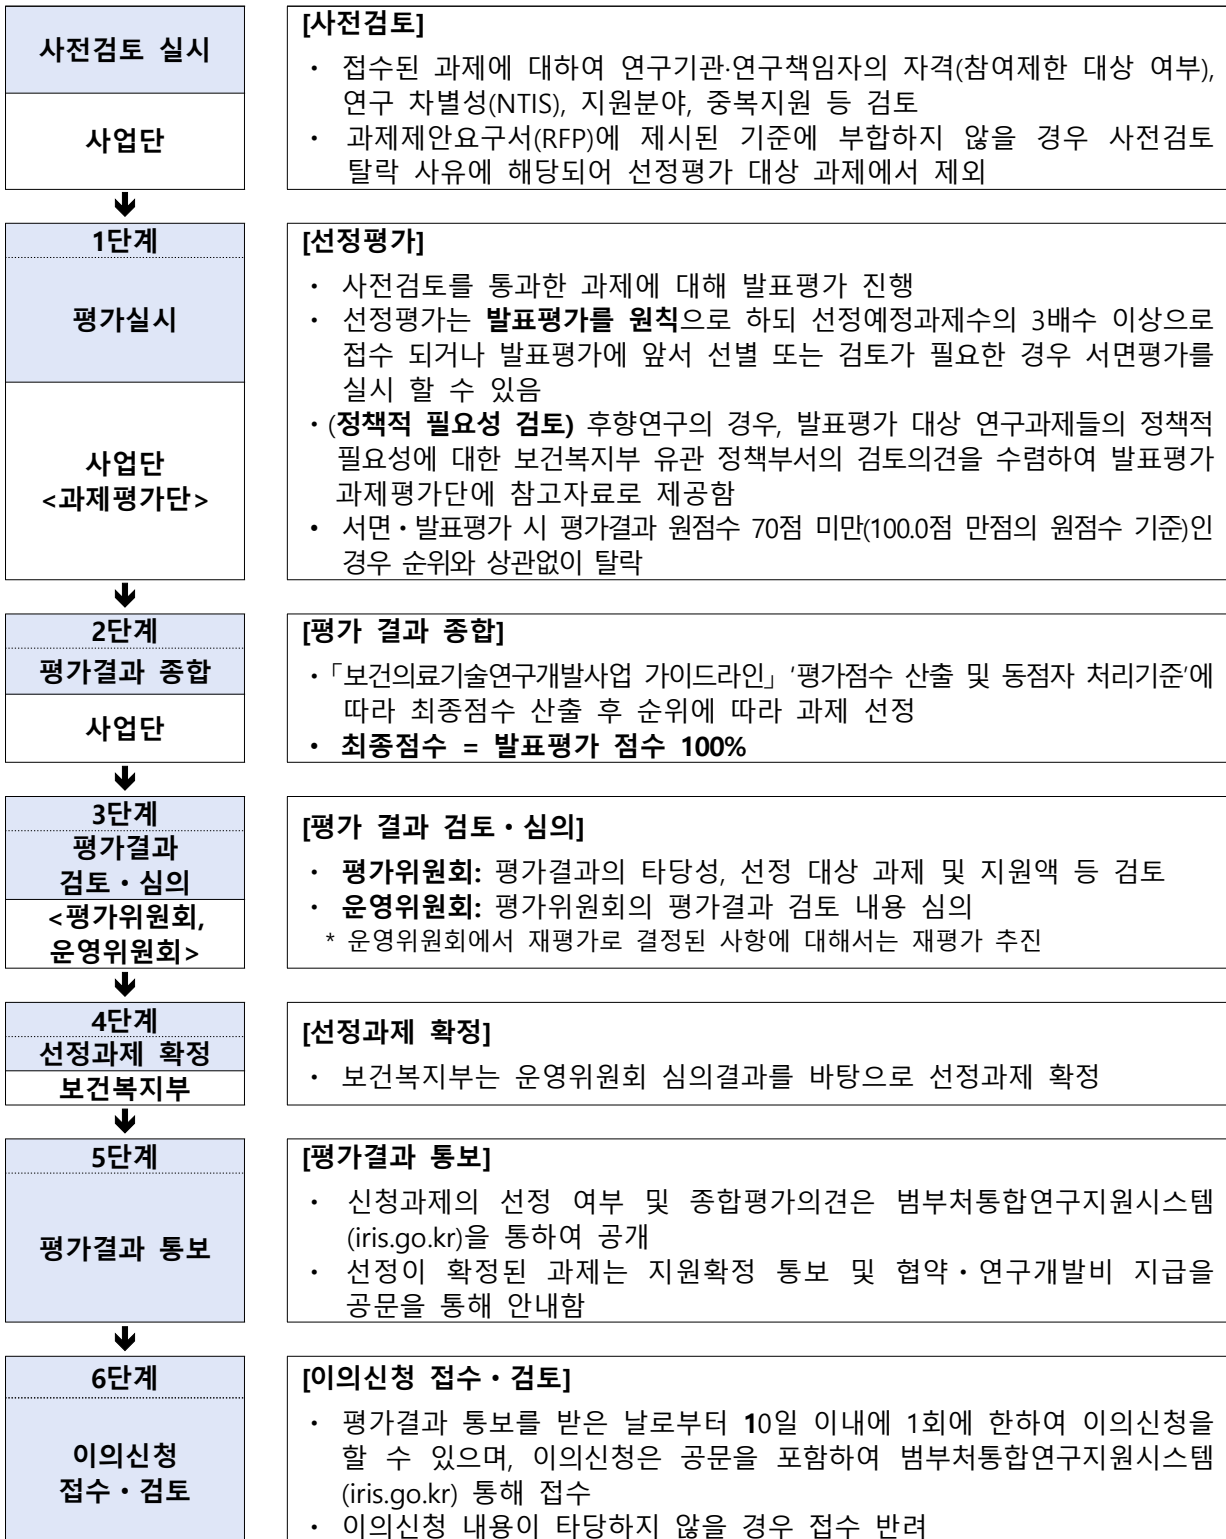 사전검토 실시
사업단
[사전검토]
· 접수된 과제에 대하여 연구기관·연구책임자의 자격(참여제한 대상 여부),
연구 차별성(NTIS), 지원분야, 중복지원 등 검토
· 과제제안요구서(RFP)에 제시된 기준에 부합하지 않을 경우 사전검토
탈락 사유에 해당되어 선정평가 대상 과제에서 제외
1단계
평가실시
사업단
<과제평가단>
[선정평가]
· 사전검토를 통과한 과제에 대해 발표평가 진행
· 선정평가는 발표평가를 원칙으로 하되 선정예정과제수의 3배수 이상으로
접수 되거나 발표평가에 앞서 선별 또는 검토가 필요한 경우 서면평가를
실시 할 수 있음
· (정책적 필요성 검토) 후향연구의 경우, 발표평가 대상 연구과제들의 정책적
필요성에 대한 보건복지부 유관 정책부서의 검토의견을 수렴하여 발표평가
과제평가단에 참고자료로 제공함
· 서면·발표평가 시 평가결과 원점수 70점 미만(100.0점 만점의 원점수 기준)인
경우 순위와 상관없이 탈락
2단계
평가결과 종합
사업단
[평가 결과 종합]
·「보건의료기술연구개발사업 가이드라인」 '평가점수 산출 및 동점자 처리기준'에
따라 최종점수 산출 후 순위에 따라 과제 선정
· 최종점수 = 발표평가 점수 100%
3단계
평가결과
검토·심의
<평가위원회,
운영위원회>
[평가 결과 검토·심의]
· 평가위원회: 평가결과의 타당성, 선정 대상 과제 및 지원액 등 검토
· 운영위원회: 평가위원회의 평가결과 검토 내용 심의
* 운영위원회에서 재평가로 결정된 사항에 대해서는 재평가 추진
4단계
선정과제 확정
보건복지부
[선정과제 확정]
· 보건복지부는 운영위원회 심의결과를 바탕으로 선정과제 확정
5단계
평가결과 통보
[평가결과 통보]
· 신청과제의 선정 여부 및 종합평가의견은 범부처통합연구지원시스템
(iris.go.kr)을 통하여 공개
· 선정이 확정된 과제는 지원확정 통보 및 협약·연구개발비 지급을
공문을 통해 안내함
6단계
이의신청
접수·검토
[이의신청 접수·검토]
· 평가결과 통보를 받은 날로부터 10일 이내에 1회에 한하여 이의신청을
할 수 있으며, 이의신청은 공문을 포함하여 범부처통합연구지원시스템
(iris.go.kr) 통해 접수
· 이의신청 내용이 타당하지 않을 경우 접수 반려